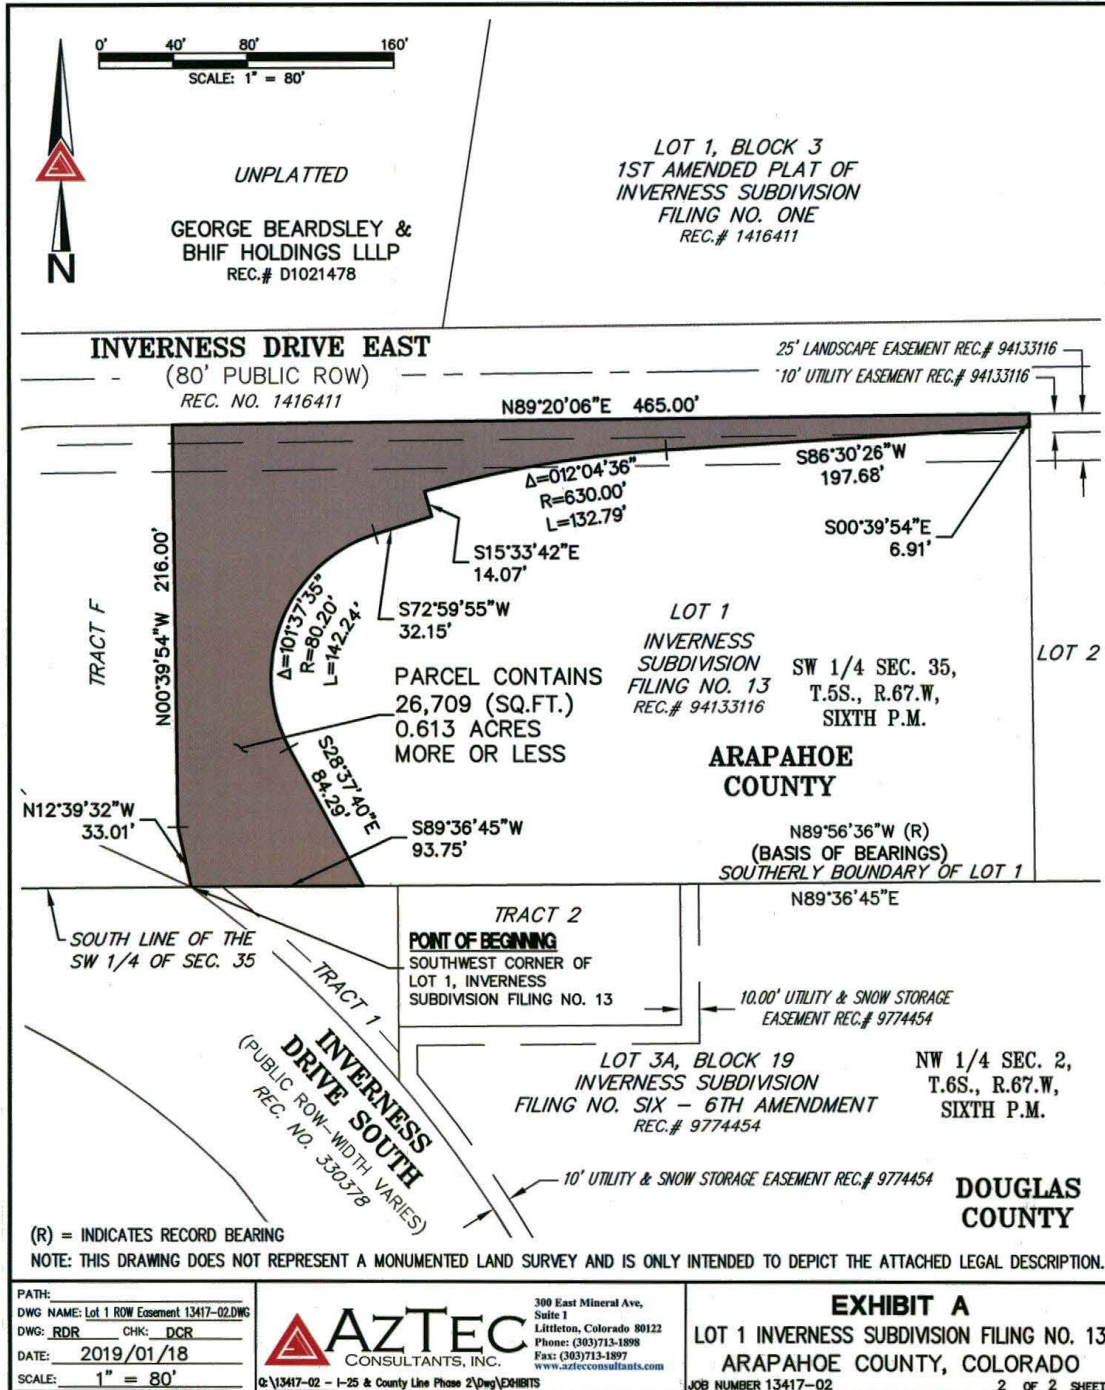 0' 40' 80' 160'
SCALE: 1" = 80'
N
UNPLATTED
GEORGE BEARDSLEY &
BHIF HOLDINGS LLLP
REC.# D1021478
LOT 1, BLOCK 3
1ST AMENDED PLAT OF
INVERNESS SUBDIVISION
FILING NO. ONE
REC.# 1416411
INVERNESS DRIVE EAST
(80' PUBLIC ROW)
REC. NO. 1416411
25' LANDSCAPE EASEMENT REC.# 94133116
10' UTILITY EASEMENT REC.# 94133116
N89°20'06"E 465.00'
Δ=012°04'36"
R=630.00'
L=132.79'
S86°30'26"W
197.68'
S00°39'54"E
6.91'
S15°33'42"E
14.07'
S72°59'55"W
32.15'
TRACT F
N00°39'54"W 216.00'
Δ=101°37'35"
R=80.20'
L=142.24'
PARCEL CONTAINS
26,709 (SQ.FT.)
0.613 ACRES
MORE OR LESS
LOT 1
INVERNESS
SUBDIVISION
FILING NO. 13
REC.# 94133116
SW 1/4 SEC. 35,
T.5S., R.67.W,
SIXTH P.M.
LOT 2
ARAPAHOE
COUNTY
S28°37'40"E
84.29'
N12°39'32"W
33.01'
S89°36'45"W
93.75'
N89°56'36"W (R)
(BASIS OF BEARINGS)
SOUTHERLY BOUNDARY OF LOT 1
N89°36'45"E
SOUTH LINE OF THE
SW 1/4 OF SEC. 35
TRACT 1
TRACT 2
POINT OF BEGINNING
SOUTHWEST CORNER OF
LOT 1, INVERNESS
SUBDIVISION FILING NO. 13
10.00' UTILITY & SNOW STORAGE
EASEMENT REC.# 9774454
INVERNESS
DRIVE SOUTH
(PUBLIC ROW-WIDTH VARIES)
REC. NO. 330378
LOT 3A, BLOCK 19
INVERNESS SUBDIVISION
FILING NO. SIX - 6TH AMENDMENT
REC.# 9774454
NW 1/4 SEC. 2,
T.6S., R.67.W,
SIXTH P.M.
10' UTILITY & SNOW STORAGE EASEMENT REC.# 9774454
DOUGLAS
COUNTY
(R) = INDICATES RECORD BEARING
NOTE: THIS DRAWING DOES NOT REPRESENT A MONUMENTED LAND SURVEY AND IS ONLY INTENDED TO DEPICT THE ATTACHED LEGAL DESCRIPTION.
PATH:
DWG NAME: Lot 1 ROW Easement 13417-02.DWG
DWG: RDR CHK: DCR
DATE: 2019/01/18
SCALE: 1" = 80'
AZTEC
CONSULTANTS, INC.
300 East Mineral Ave,
Suite 1
Littleton, Colorado 80122
Phone: (303)713-1898
Fax: (303)713-1897
www.aztecconsultants.com
Q:\13417-02 - I-25 & County Line Phase 2\Dwg\EXHIBITS
EXHIBIT A
LOT 1 INVERNESS SUBDIVISION FILING NO. 13
ARAPAHOE COUNTY, COLORADO
JOB NUMBER 13417-02 2 OF 2 SHEET